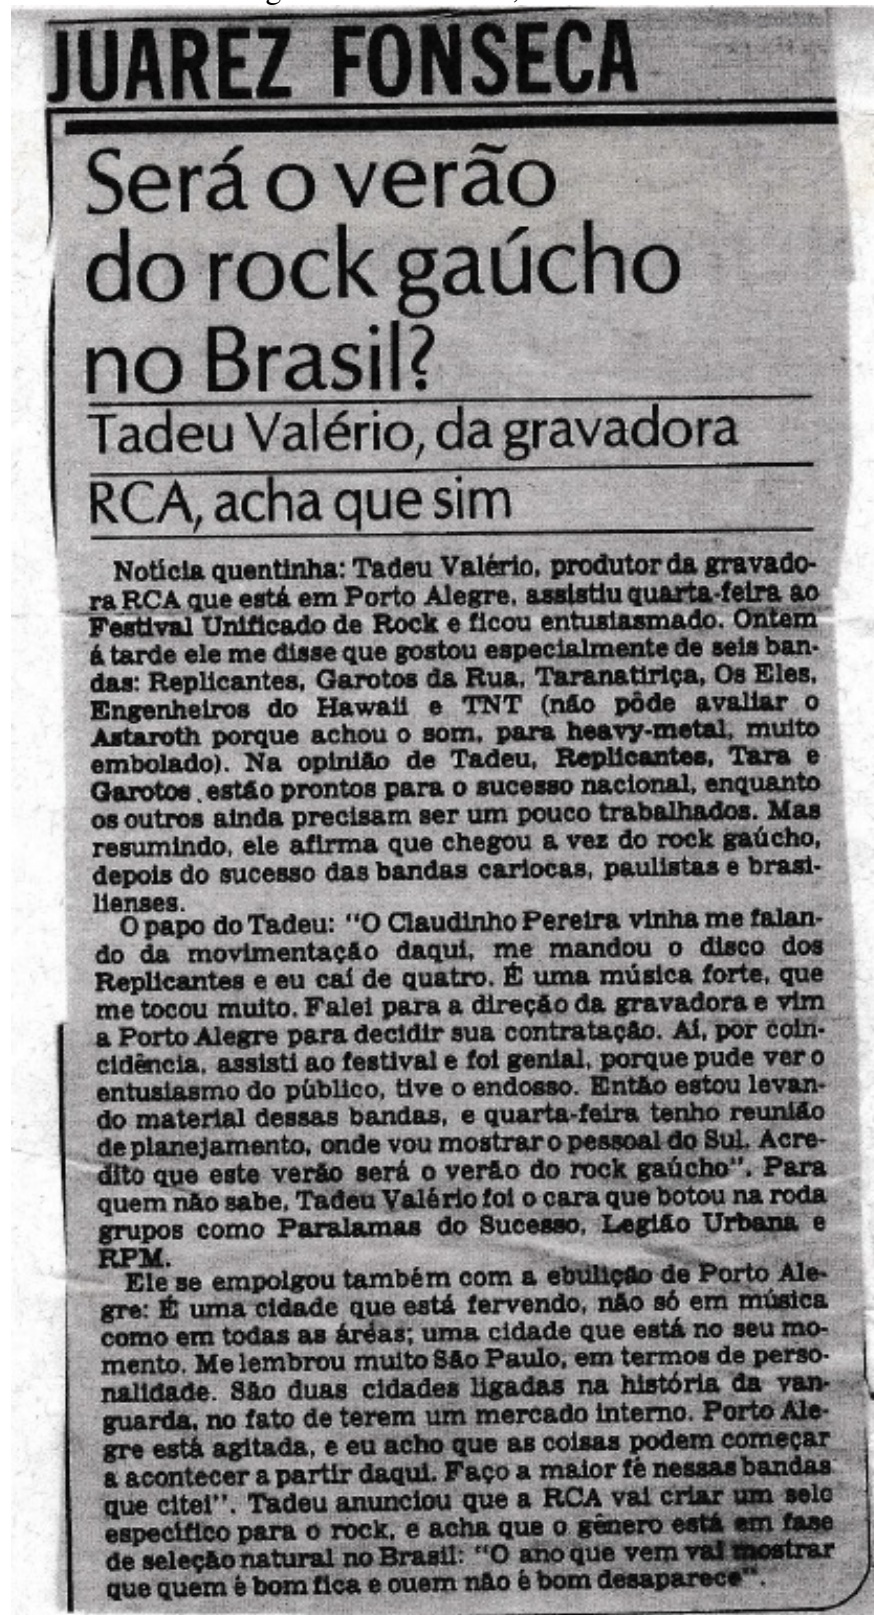 JUAREZ FONSECA
Será o verão
do rock gaúcho
no Brasil?
Tadeu Valério, da gravadora
RCA, acha que sim
Notícia quentinha: Tadeu Valério, produtor da gravado-
ra RCA que está em Porto Alegre, assistiu quarta-feira ao
Festival Unificado de Rock e ficou entusiasmado. Ontem
á tarde ele me disse que gostou especialmente de seis ban-
das: Replicantes, Garotos da Rua, Taranatiriça, Os Eles,
Engenheiros do Hawaii e TNT (não pôde avaliar o
Astaroth porque achou o som, para heavy-metal, muito
embolado). Na opinião de Tadeu, Replicantes, Tara e
Garotos estão prontos para o sucesso nacional, enquanto
os outros ainda precisam ser um pouco trabalhados. Mas
resumindo, ele afirma que chegou a vez do rock gaúcho,
depois do sucesso das bandas cariocas, paulistas e brasi-
lienses.
O papo do Tadeu: "O Claudinho Pereira vinha me falan-
do da movimentação daqui, me mandou o disco dos
Replicantes e eu caí de quatro. É uma música forte, que
me tocou muito. Falei para a direção da gravadora e vim
a Porto Alegre para decidir sua contratação. Aí, por coin-
cidência, assisti ao festival e foi genial, porque pude ver o
entusiasmo do público, tive o endosso. Então estou levan-
do material dessas bandas, e quarta-feira tenho reunião
de planejamento, onde vou mostrar o pessoal do Sul. Acre-
dito que este verão será o verão do rock gaúcho". Para
quem não sabe, Tadeu Valério foi o cara que botou na roda
grupos como Paralamas do Sucesso, Legião Urbana e
RPM.
Ele se empolgou também com a ebulição de Porto Ale-
gre: É uma cidade que está fervendo, não só em música
como em todas as áreas; uma cidade que está no seu mo-
mento. Me lembrou muito São Paulo, em termos de perso-
nalidade. São duas cidades ligadas na história da van-
guarda, no fato de terem um mercado interno. Porto Ale-
gre está agitada, e eu acho que as coisas podem começar
a acontecer a partir daqui. Faço a maior fé nessas bandas
que citei". Tadeu anunciou que a RCA vai criar um selo
específico para o rock, e acha que o gênero está em fase
de seleção natural no Brasil: "O ano que vem vai mostrar
que quem é bom fica e quem não é bom desaparece".